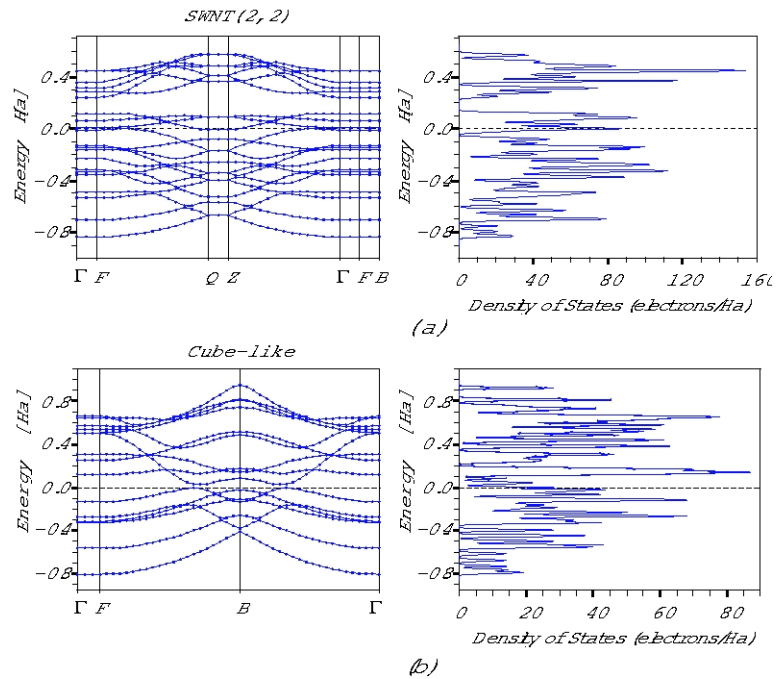 SWNT(2,2)
Energy Ha]
0.4
0.0
-0.4
-0.8
Γ F Q Z Γ F B
Energy Ha]
0.4
0.0
-0.4
-0.8
0 40 80 120 160
Density of States (electrons/Ha)
(a)
Cube-like
Energy [Ha]
0.8
0.4
0.0
-0.4
-0.8
Γ F B Γ
Energy [Ha]
0.8
0.4
0.0
-0.4
-0.8
0 20 40 60 80
Density of States (electrons/Ha)
(b)